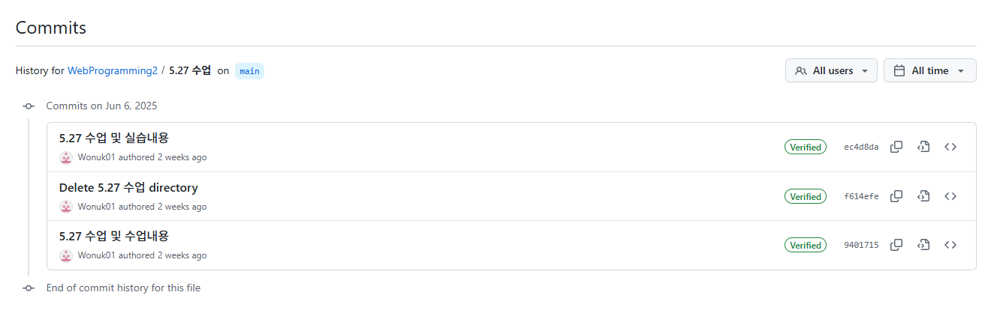 Commits
History for WebProgramming2 / 5.27 수업 on main
All users
All time
Commits on Jun 6, 2025
5.27 수업 및 실습내용
Wonuk01 authored 2 weeks ago
Verified
ec4d8da
Delete 5.27 수업 directory
Wonuk01 authored 2 weeks ago
Verified
f614efe
5.27 수업 및 수업내용
Wonuk01 authored 2 weeks ago
Verified
9401715
End of commit history for this file